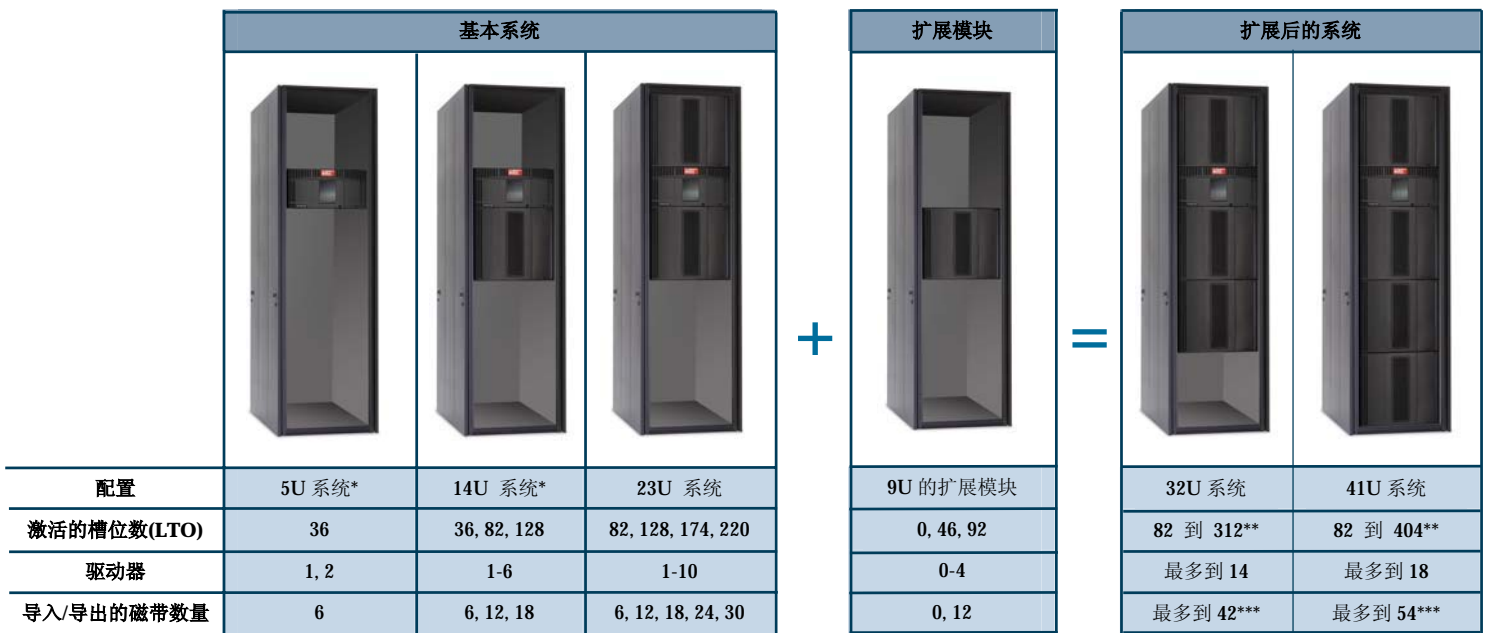 基本系统 扩展模块 扩展后的系统
+ =
配置 5U 系统* 14U 系统* 23U 系统 9U 的扩展模块 32U 系统 41U 系统
激活的槽位数(LTO) 36 36, 82, 128 82, 128, 174, 220 0, 46, 92 82 到 312** 82 到 404**
驱动器 1, 2 1-6 1-10 0-4 最多到 14 最多到 18
导入/导出的磁带数量 6 6, 12, 18 6, 12, 18, 24, 30 0, 12 最多到 42*** 最多到 54***